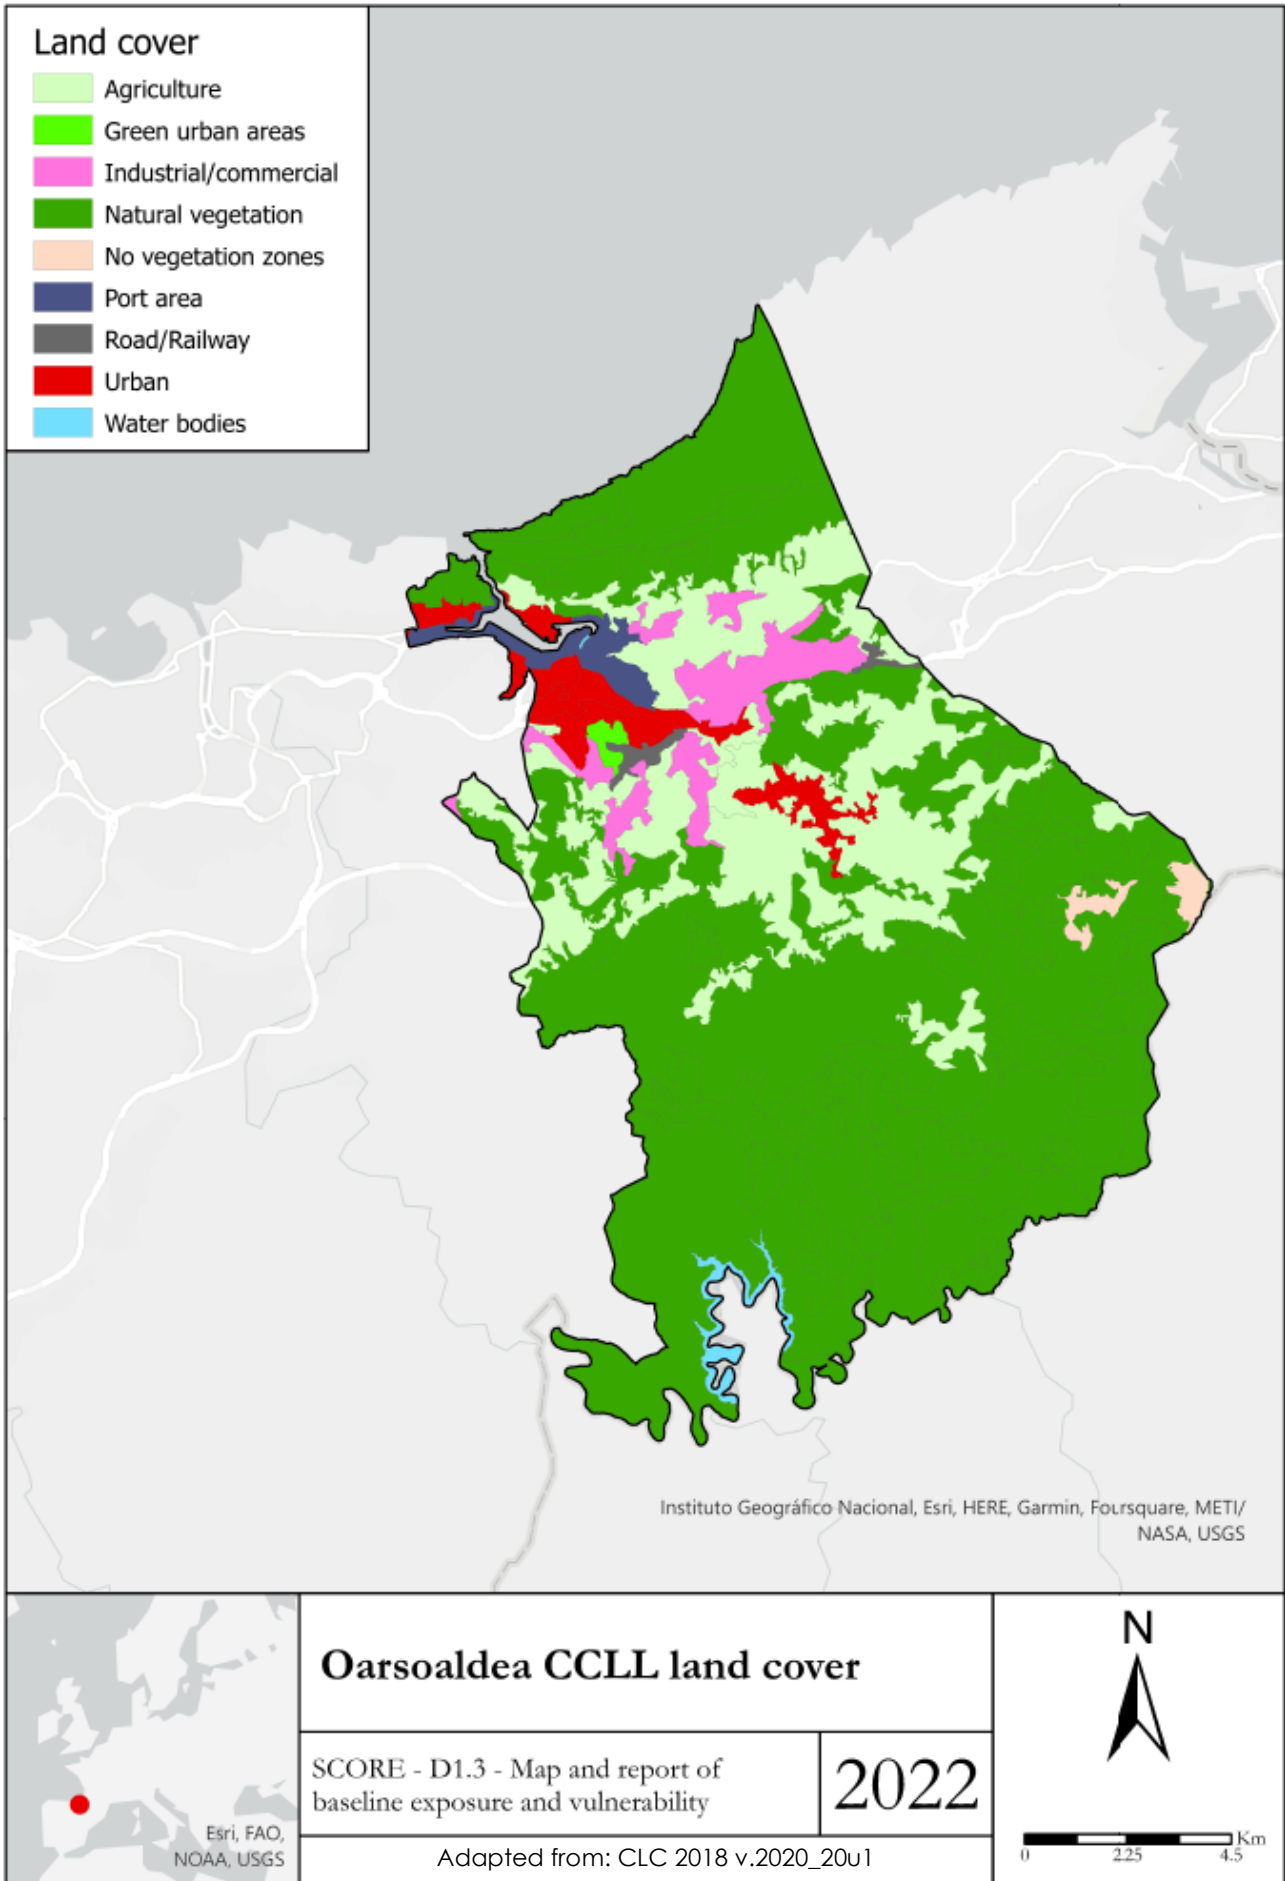 Land cover
Agriculture
Green urban areas
Industrial/commercial
Natural vegetation
No vegetation zones
Port area
Road/Railway
Urban
Water bodies
Instituto Geográfico Nacional, Esri, HERE, Garmin, Foursquare, METI/
NASA, USGS
Esri, FAO,
NOAA, USGS
Oarsoaldea CCLL land cover
SCORE - D1.3 - Map and report of
baseline exposure and vulnerability
2022
Adapted from: CLC 2018 v.2020_20u1
N
Km
0 2.25 4.5